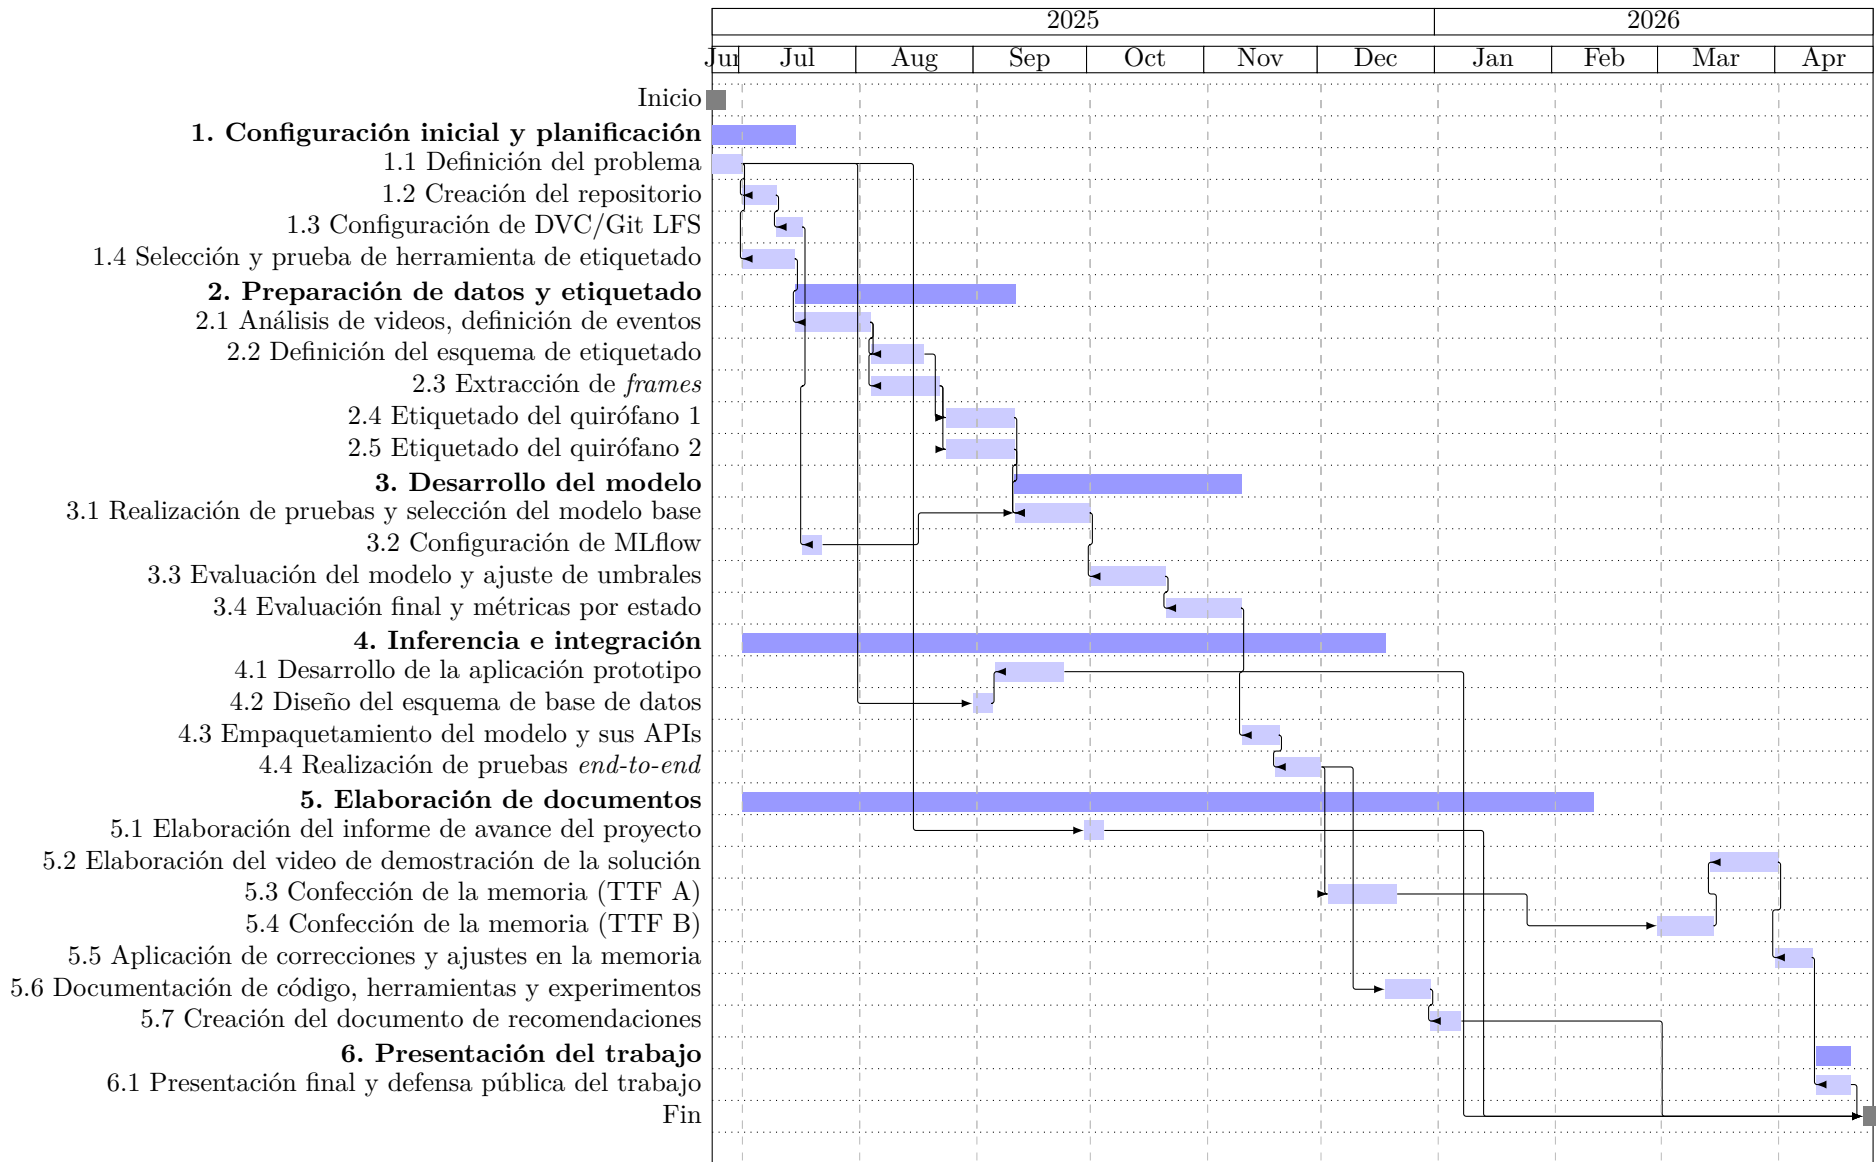 2025 2026
Jun Jul Aug Sep Oct Nov Dec Jan Feb Mar Apr
Inicio
1. Configuración inicial y planificación
1.1 Definición del problema
1.2 Creación del repositorio
1.3 Configuración de DVC/Git LFS
1.4 Selección y prueba de herramienta de etiquetado
2. Preparación de datos y etiquetado
2.1 Análisis de videos, definición de eventos
2.2 Definición del esquema de etiquetado
2.3 Extracción de frames
2.4 Etiquetado del quirófano 1
2.5 Etiquetado del quirófano 2
3. Desarrollo del modelo
3.1 Realización de pruebas y selección del modelo base
3.2 Configuración de MLflow
3.3 Evaluación del modelo y ajuste de umbrales
3.4 Evaluación final y métricas por estado
4. Inferencia e integración
4.1 Desarrollo de la aplicación prototipo
4.2 Diseño del esquema de base de datos
4.3 Empaquetamiento del modelo y sus APIs
4.4 Realización de pruebas end-to-end
5. Elaboración de documentos
5.1 Elaboración del informe de avance del proyecto
5.2 Elaboración del video de demostración de la solución
5.3 Confección de la memoria (TTF A)
5.4 Confección de la memoria (TTF B)
5.5 Aplicación de correcciones y ajustes en la memoria
5.6 Documentación de código, herramientas y experimentos
5.7 Creación del documento de recomendaciones
6. Presentación del trabajo
6.1 Presentación final y defensa pública del trabajo
Fin